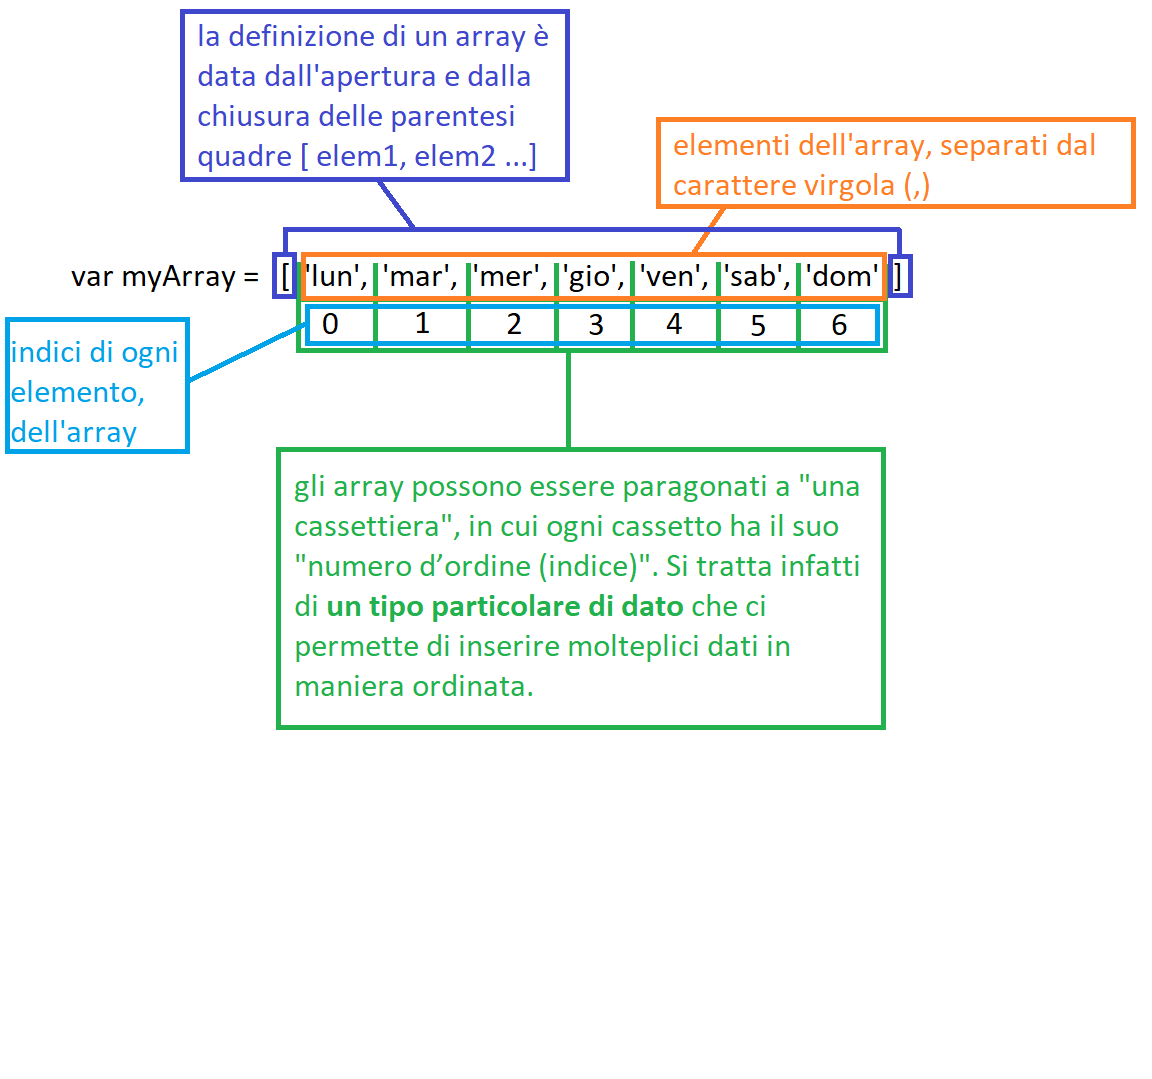 la definizione di un array è
data dall'apertura e dalla
chiusura delle parentesi
quadre [ elem1, elem2 ...]
elementi dell'array, separati dal
carattere virgola (,)
var myArray = [ 'lun', 'mar', 'mer', 'gio', 'ven', 'sab', 'dom' ]
0 1 2 3 4 5 6
indici di ogni
elemento,
dell'array
gli array possono essere paragonati a "una
cassettiera", in cui ogni cassetto ha il suo
"numero d’ordine (indice)". Si tratta infatti
di un tipo particolare di dato che ci
permette di inserire molteplici dati in
maniera ordinata.